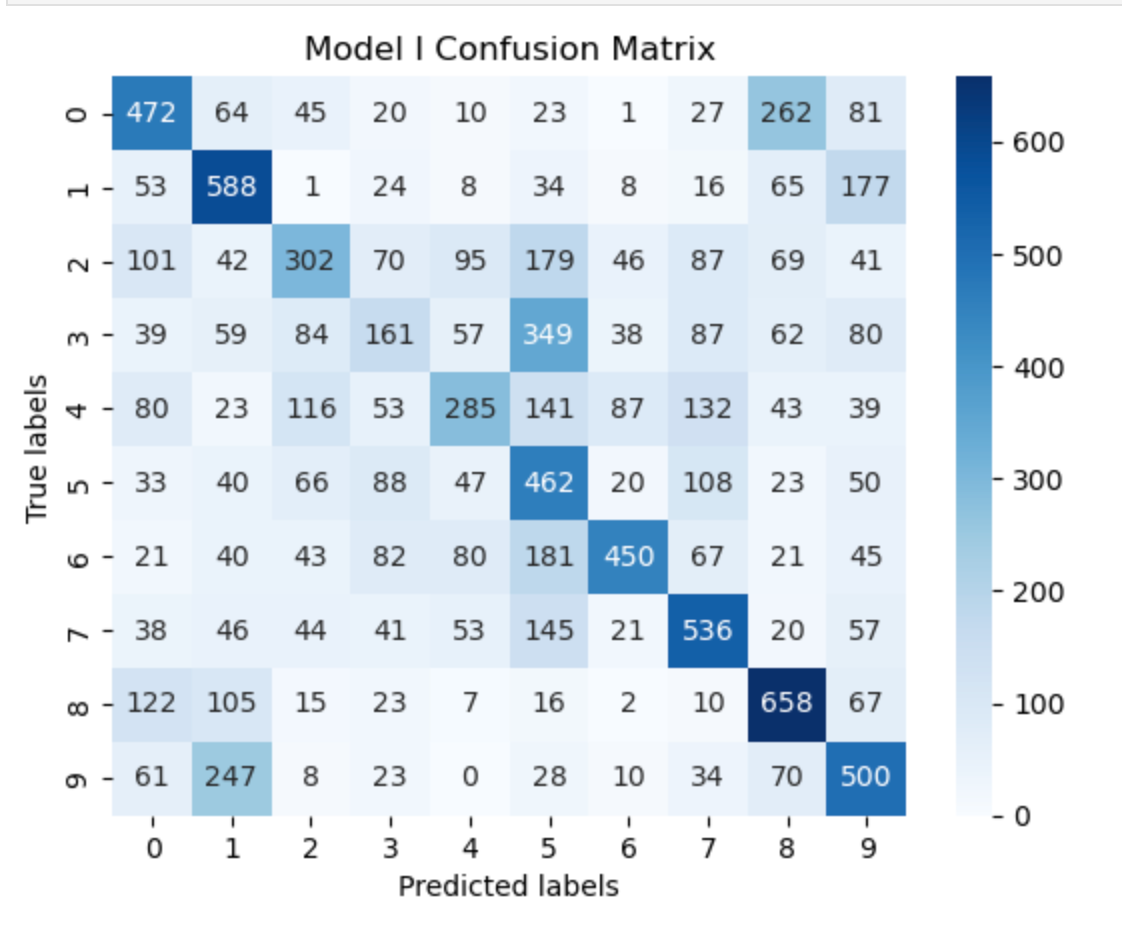 Model I Confusion Matrix
0 472 64 45 20 10 23 1 27 262 81
1 53 588 1 24 8 34 8 16 65 177
2 101 42 302 70 95 179 46 87 69 41
3 39 59 84 161 57 349 38 87 62 80
4 80 23 116 53 285 141 87 132 43 39
5 33 40 66 88 47 462 20 108 23 50
6 21 40 43 82 80 181 450 67 21 45
7 38 46 44 41 53 145 21 536 20 57
8 122 105 15 23 7 16 2 10 658 67
9 61 247 8 23 0 28 10 34 70 500
0 1 2 3 4 5 6 7 8 9
Predicted labels
True labels
600
500
400
300
200
100
0